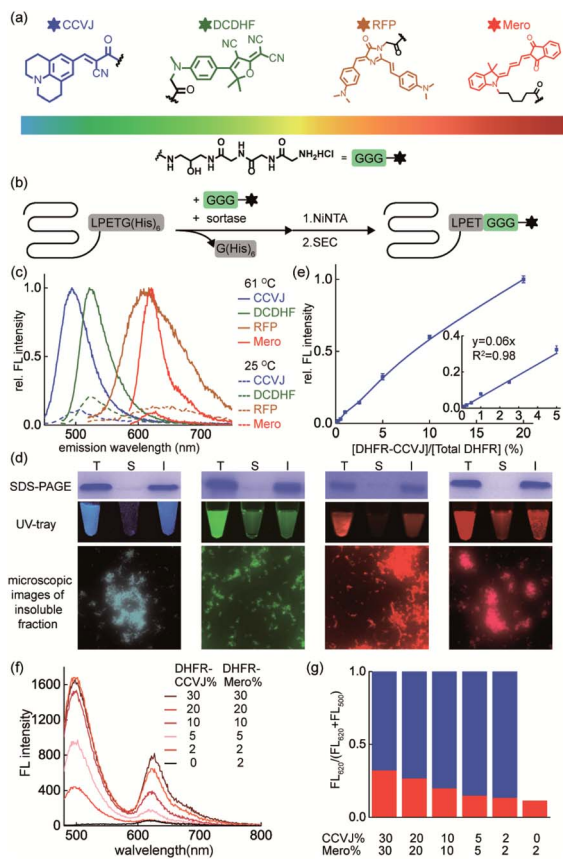 (a)
CCVJ
DCDHF
RFP
Mero
NH2HCl = GGG
(b)
LPETG(His)6
+ GGG
+ sortase
G(His)6
1.NiNTA
2.SEC
LPET GGG
(c)
rel. FL intensity
1.0
0.5
0.0
61 °C
CCVJ
DCDHF
RFP
Mero
25 °C
CCVJ
DCDHF
RFP
Mero
500 600 700
emission wavelength (nm)
(e)
rel. FL intensity
1.0
0.5
0.0
0 5 10 15 20
[DHFR-CCVJ]/[Total DHFR] (%)
0.4
0.2
0.0
y=0.06x
R²=0.98
0 1 2 3 4 5
(d)
T S I T S I T S I T S I
SDS-PAGE
UV-tray
microscopic
images of
insoluble
fraction
(f)
FL intensity
1600
1200
800
400
0
DHFR- DHFR-
CCVJ% Mero%
30 30
20 20
10 10
5 5
2 2
0 2
500 600 700 800
wavelength(nm)
(g)
FL620/(FL620+FL500)
1.0
0.5
0.0
CCVJ% 30 20 10 5 2 0
Mero% 30 20 10 5 2 2